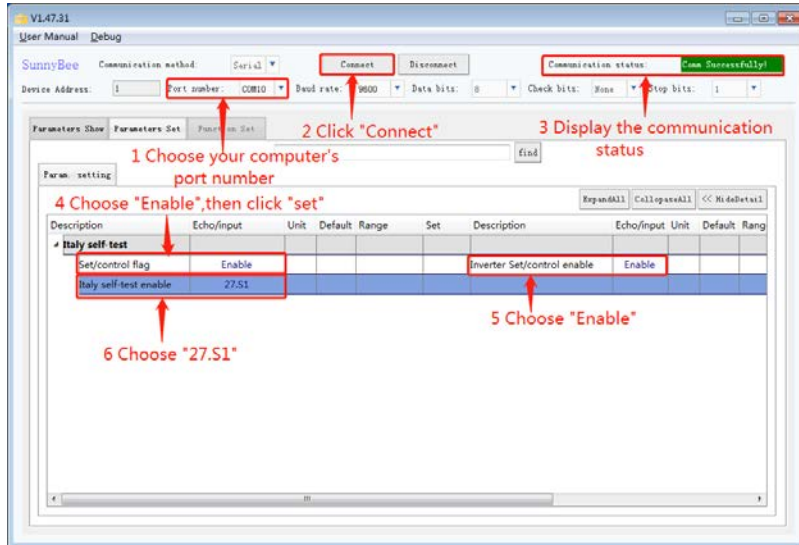 V1.47.31
User Manual Debug
SunnyBee Communication method: Serial Connect Disconnect Communication status: Comm Successfully!
Device Address: 1 Port number: COM10 Baud rate: 9600 Data bits: 8 Check bits: None Stop bits: 1
Parameters Show Parameters Set Function Set
2 Click "Connect"
3 Display the communication
status
1 Choose your computer's
port number
find
Param. setting
4 Choose "Enable",then click "set"
ExpandAll CollopaseAll << HideDetail
Description Echo/input Unit Default Range Set Description Echo/input Unit Default Rang
Italy self-test
Set/control flag Enable Inverter Set/control enable Enable
Italy self-test enable 27.S1
5 Choose "Enable"
6 Choose "27.S1"